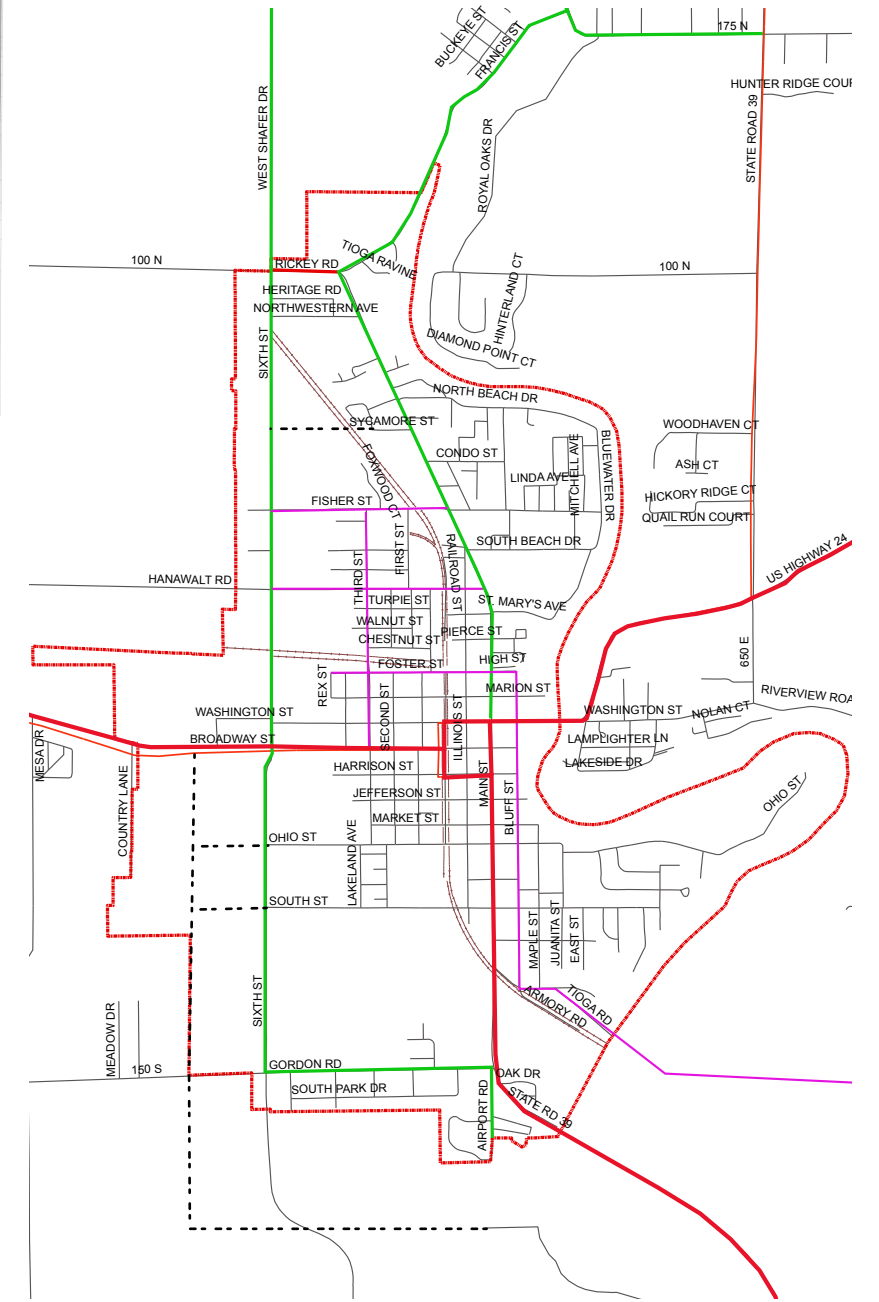 175 N
BUCKEYE ST
FRANCIS ST
HUNTER RIDGE COUR
WEST SHAFER DR
STATE ROAD 39
ROYAL OAKS DR
TIOGA RAVINE
100 N
RICKEY RD
100 N
HINTERLAND CT
HERITAGE RD
NORTHWESTERN AVE
SIXTH ST
DIAMOND POINT CT
NORTH BEACH DR
SYCAMORE ST
WOODHAVEN CT
BLUEWATER DR
MITCHELL AVE
FOXWOOD CT
CONDO ST
ASH CT
LINDA AVE
HICKORY RIDGE CT
FISHER ST
QUAIL RUN COURT
SOUTH BEACH DR
FIRST ST
THIRD ST
RAILROAD ST
US HIGHWAY 24
HANAWALT RD
TURPIE ST
ST. MARY'S AVE
WALNUT ST
PIERCE ST
CHESTNUT ST
FOSTER ST
HIGH ST
650 E
REX ST
MARION ST
RIVERVIEW ROA
SECOND ST
ILLINOIS ST
WASHINGTON ST
WASHINGTON ST
NOLAN CT
BROADWAY ST
LAMPLIGHTER LN
MESA DR
LAKESIDE DR
HARRISON ST
MAIN ST
BLUFF ST
COUNTRY LANE
JEFFERSON ST
OHIO ST
MARKET ST
OHIO ST
LAKELAND AVE
SOUTH ST
MAPLE ST
JUANITA ST
EAST ST
SIXTH ST
ARMORY RD
TIOGA RD
MEADOW DR
150 S
GORDON RD
OAK DR
SOUTH PARK DR
AIRPORT RD
STATE RD 39